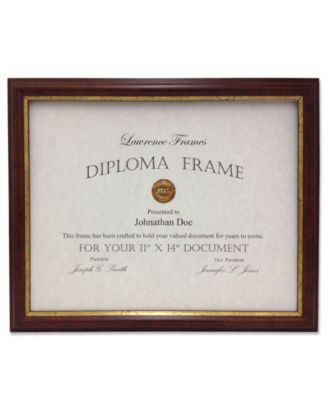 Lawrence Frames
DIPLOMA FRAME
Presented to
Johnathan Doe
This frame has been crafted to hold your valued document for years to come.
FOR YOUR 11" X 14" DOCUMENT
President Vice President
Joseph G. Smith Jennifer L. Jones